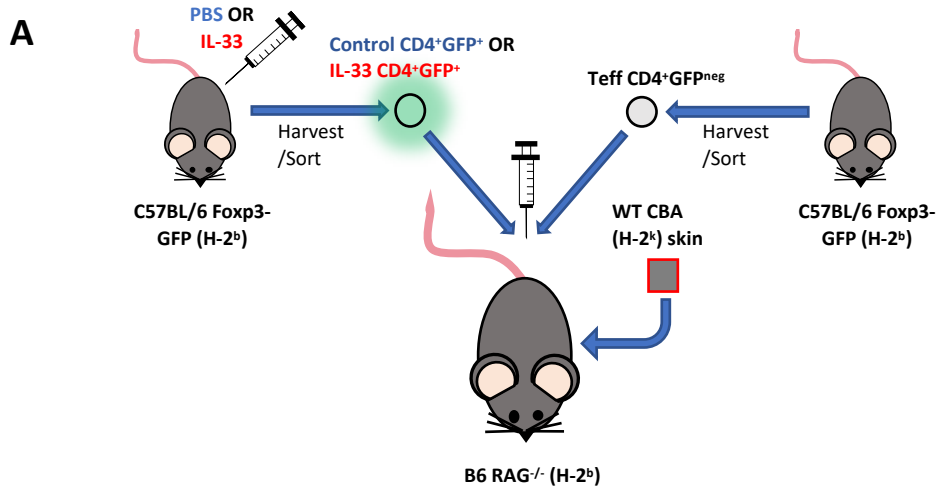 A
PBS OR
IL-33
Control CD4⁺GFP⁺ OR
IL-33 CD4⁺GFP⁺
Teff CD4⁺GFPⁿᵉᵍ
Harvest
/Sort
Harvest
/Sort
C57BL/6 Foxp3-
GFP (H-2ᵇ)
WT CBA
(H-2ᵏ) skin
C57BL/6 Foxp3-
GFP (H-2ᵇ)
B6 RAG⁻/⁻ (H-2ᵇ)